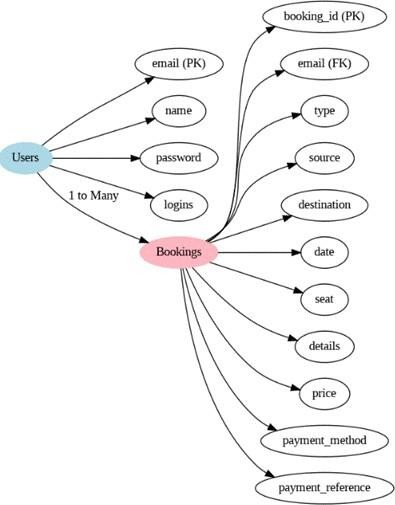 booking_id (PK)
email (PK)
email (FK)
name
type
Users
password
source
1 to Many
logins
destination
Bookings
date
seat
details
price
payment_method
payment_reference